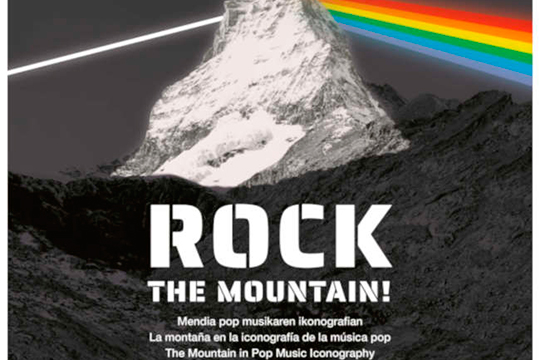 ROCK
THE MOUNTAIN!
Mendia pop musikaren ikonografian
La montaña en la iconografía de la música pop
The Mountain in Pop Music Iconography